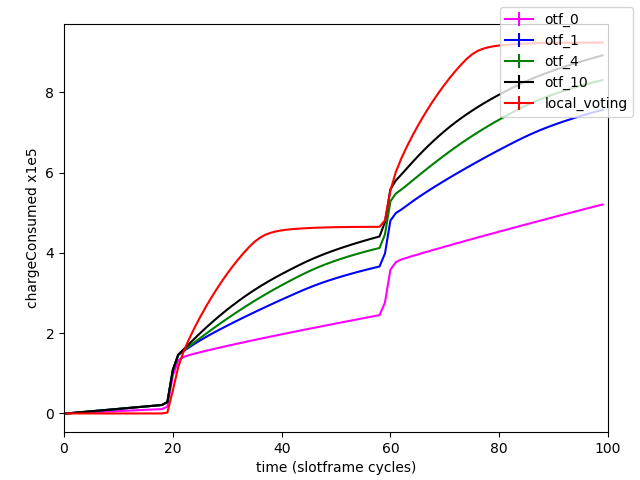 otf_0
otf_1
otf_4
otf_10
local_voting
chargeConsumed x1e5
8
6
4
2
0
0 20 40 60 80 100
time (slotframe cycles)